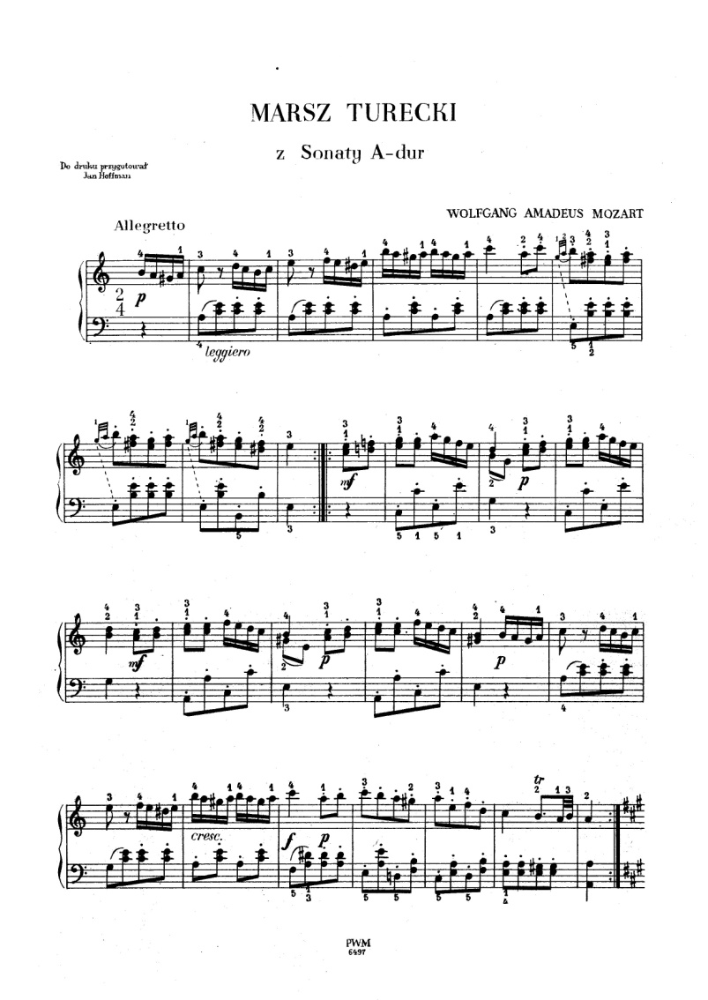 MARSZ TURECKI
z Sonaty A-dur
Do druku przygotował
Jan Hoffman
WOLFGANG AMADEUS MOZART
Allegretto
p
leggiero
mf
p
mf
p
p
cresc.
f
p
tr
PWM
6497